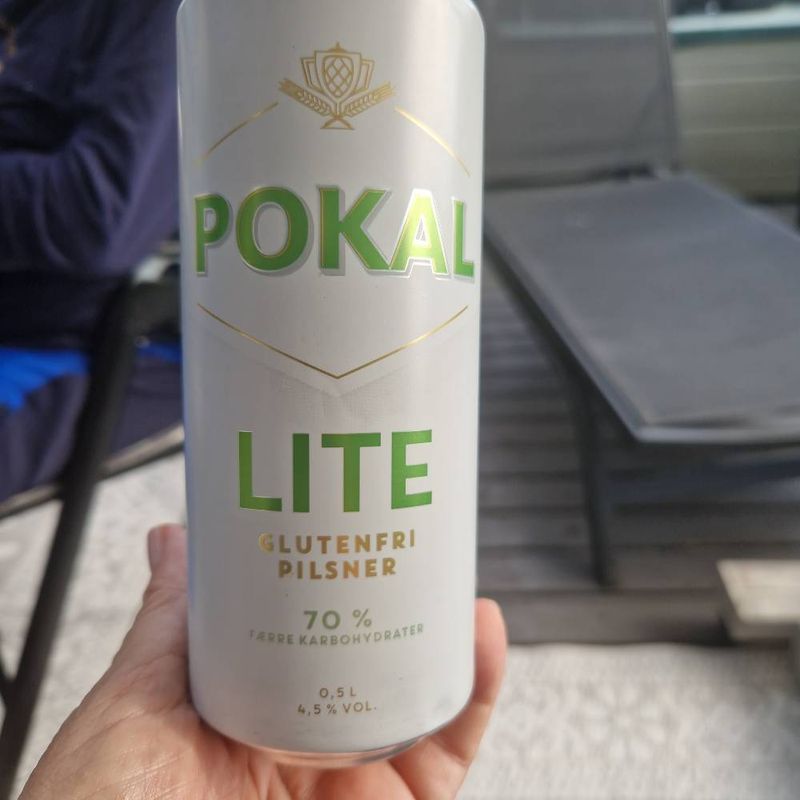 POKAL
LITE
GLUTENFRI
PILSNER
70 %
FÆRRE KARBOHYDRATER
0,5 L
4,5 % VOL.